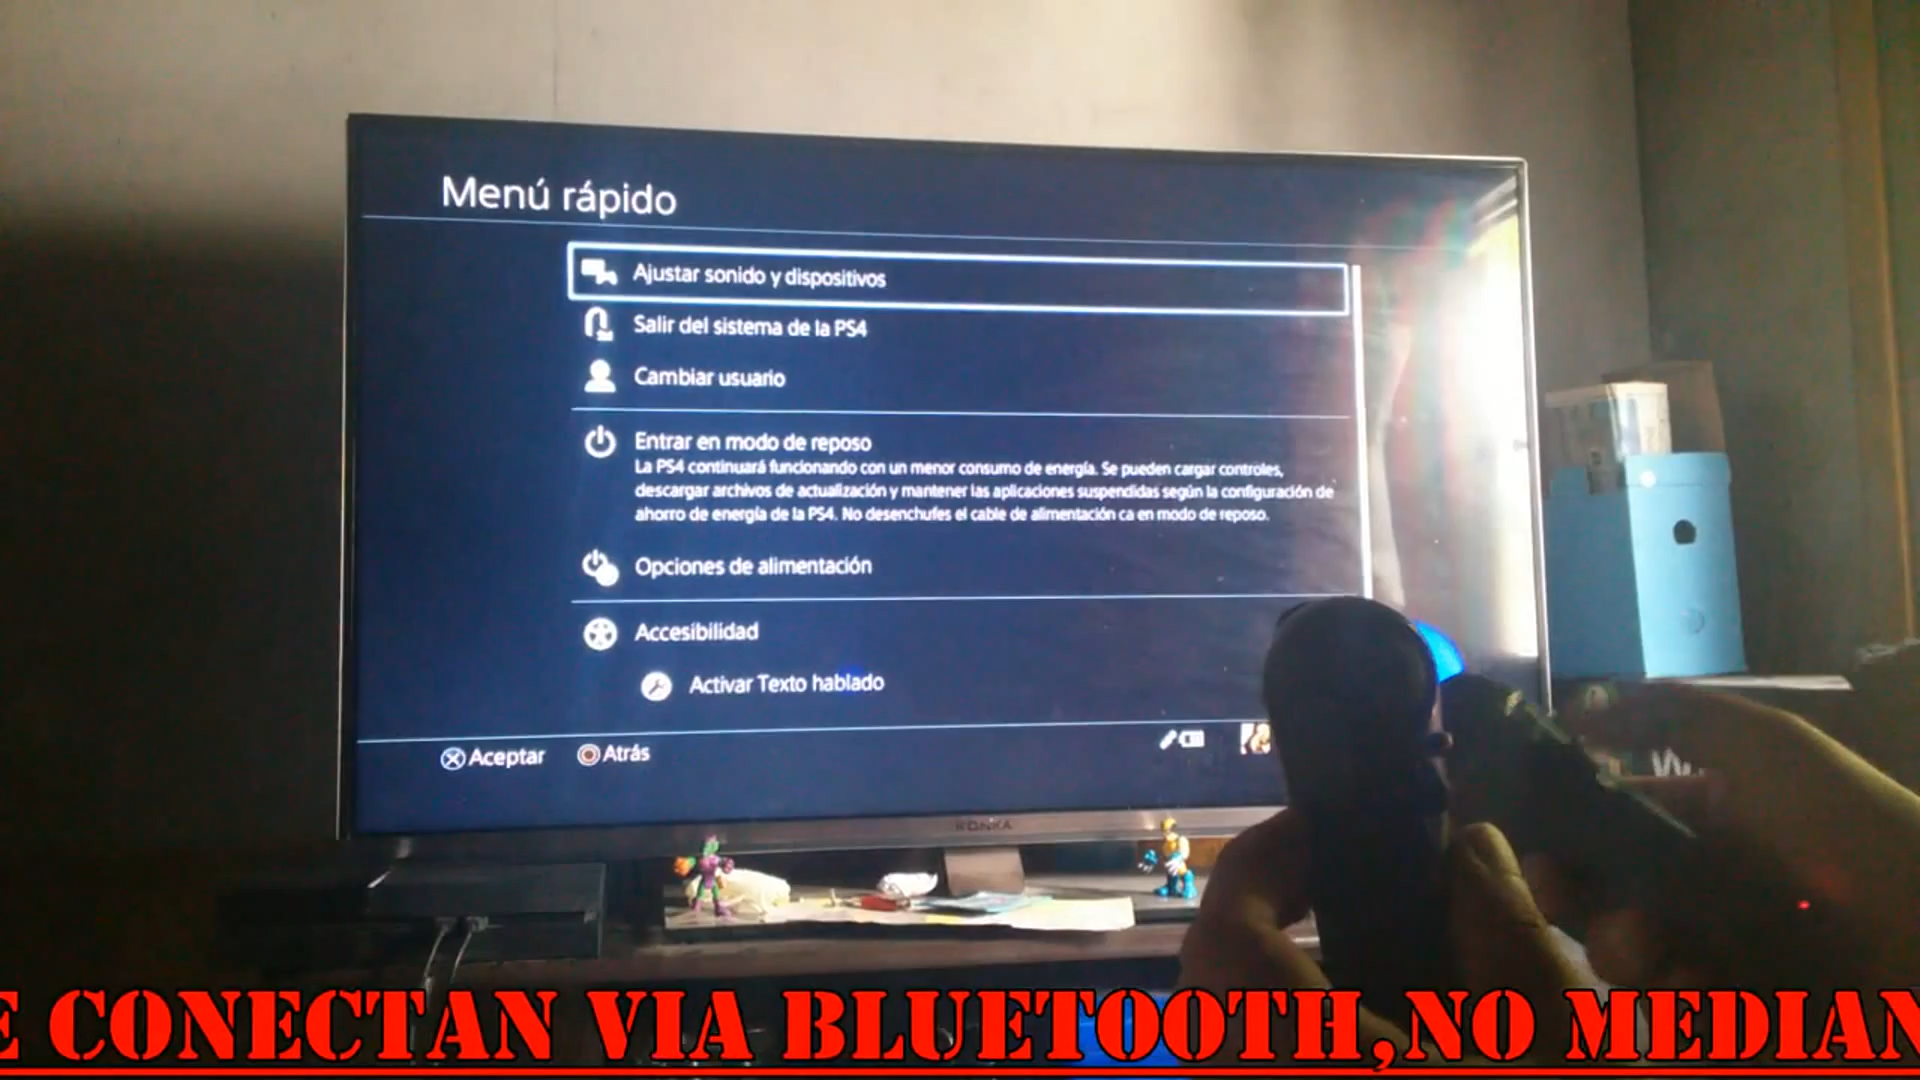 Menú rápido
Ajustar sonido y dispositivos
Salir del sistema de la PS4
Cambiar usuario
Entrar en modo de reposo
La PS4 continuará funcionando con un menor consumo de energía. Se pueden cargar controles,
descargar archivos de actualización y mantener las aplicaciones suspendidas según la configuración de
ahorro de energía de la PS4. No desenchufes el cable de alimentación ca en modo de reposo.
Opciones de alimentación
Accesibilidad
Activar Texto hablado
Aceptar Atrás
KONKA
E CONECTAN VIA BLUETOOTH,NO MEDIAN